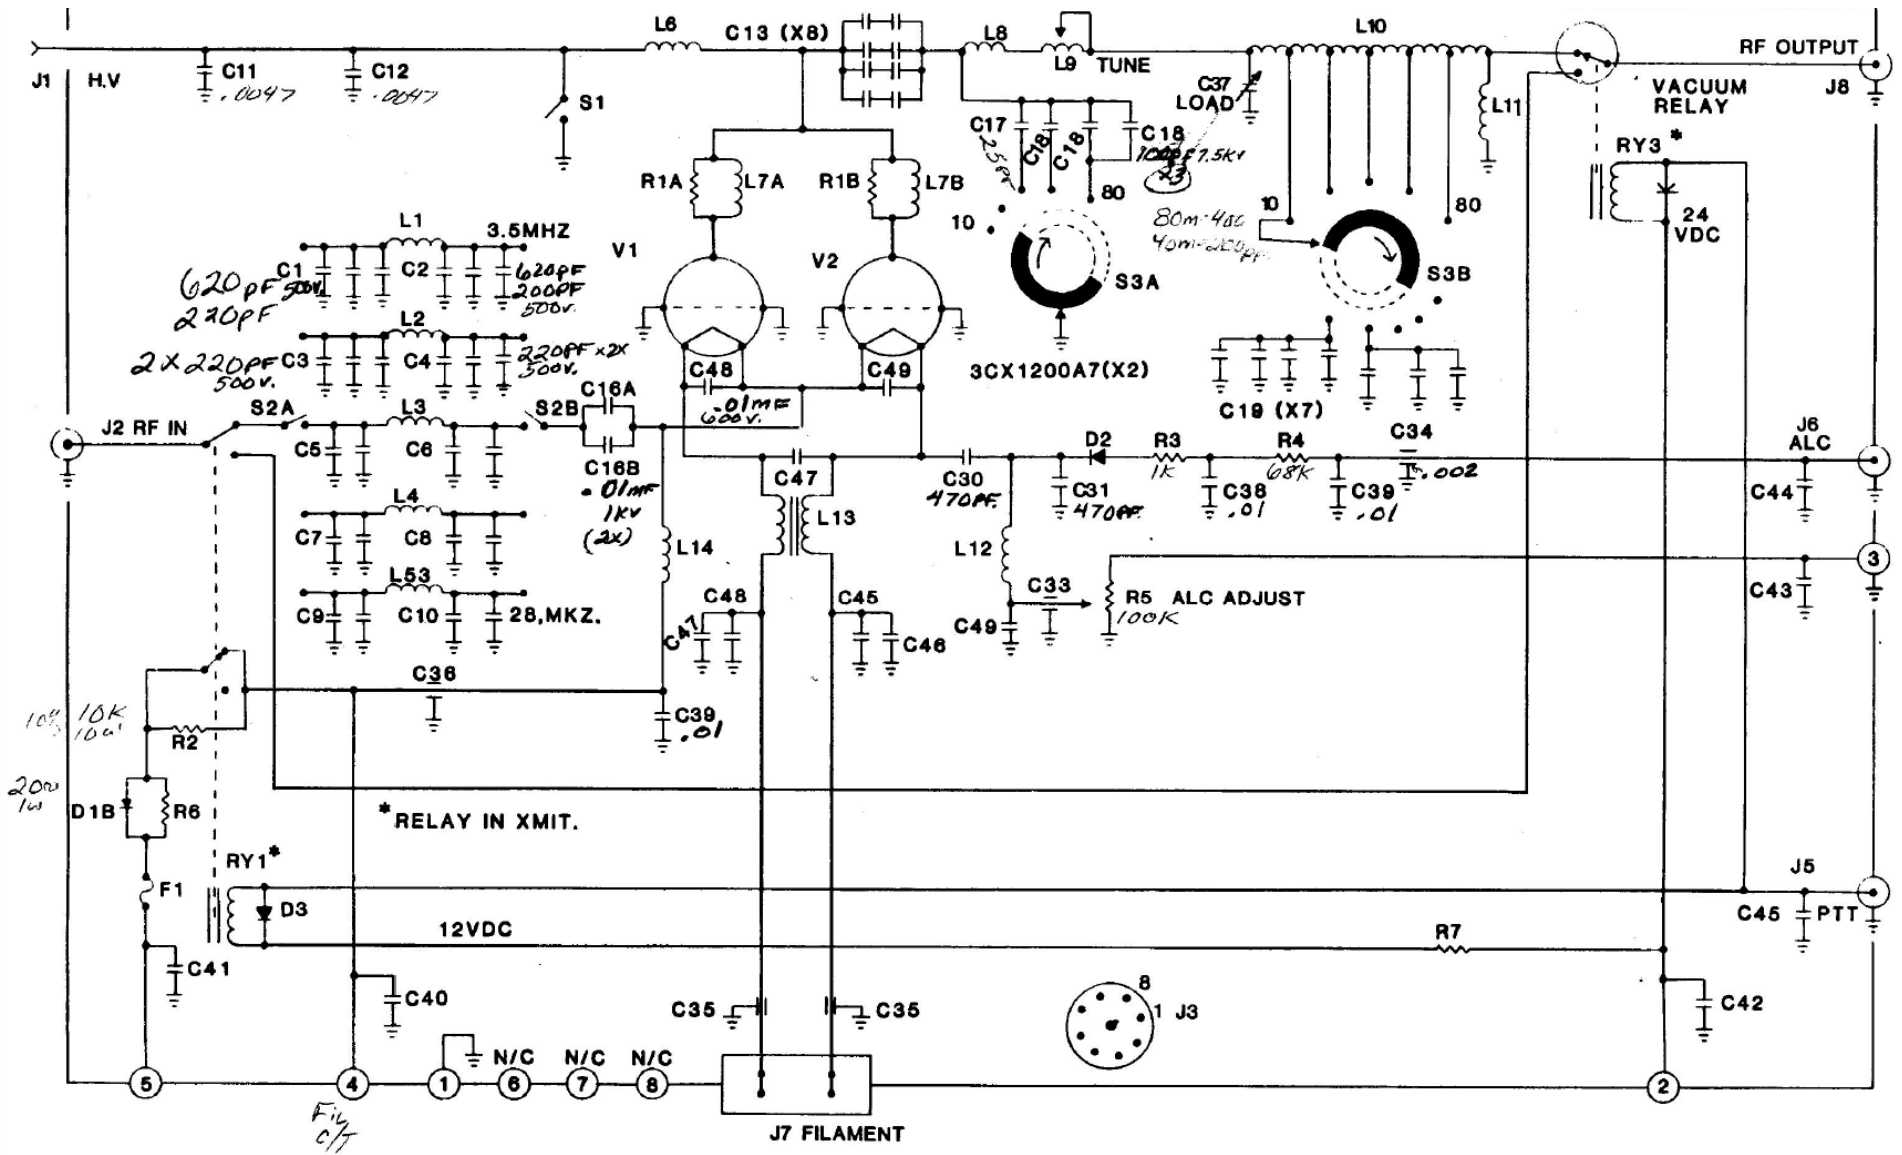 L6
C13 (X8)
L8
L9 TUNE
L10
RF OUTPUT
J1 H.V
C11
.0047
C12
.0047
S1
C37
LOAD
L11
VACUUM
RELAY
J8
RY3 *
C17
25PF
C18
C18
C18
100PF 7.5KV
X3
R1A
L7A
R1B
L7B
10
80
80m-400
40m-200pf.
10
80
24
VDC
L1
3.5MHZ
V1
V2
S3A
S3B
C1
C2
620PF
500V.
220PF
620PF
200PF
500V.
L2
2 X 220PF
500V.
C3
C4
220PF x 2X
500V.
C48
C49
3CX1200A7(X2)
C16A
.01MF
600V.
C19 (X7)
J2 RF IN
S2A
L3
S2B
C5
C6
C16B
.01MF
1KV
(2X)
C47
C30
470PF.
D2
R3
1K
R4
68K
C34
.002
J6
ALC
C31
470PF.
C38
.01
C39
.01
C44
L4
C7
C8
L13
L14
L12
L53
C9
C10
28,MKZ.
C47
C48
C45
C46
C49
C33
R5 ALC ADJUST
100K
C43
3
C36
C39
.01
10K
10W
R2
20Ω
1W
D1B
R6
* RELAY IN XMIT.
RY1*
F1
D3
J5
C45
PTT
12VDC
R7
C41
C40
C35
C35
8
1
J3
C42
N/C
N/C
N/C
5
4
1
6
7
8
2
Fil
C/T
J7 FILAMENT